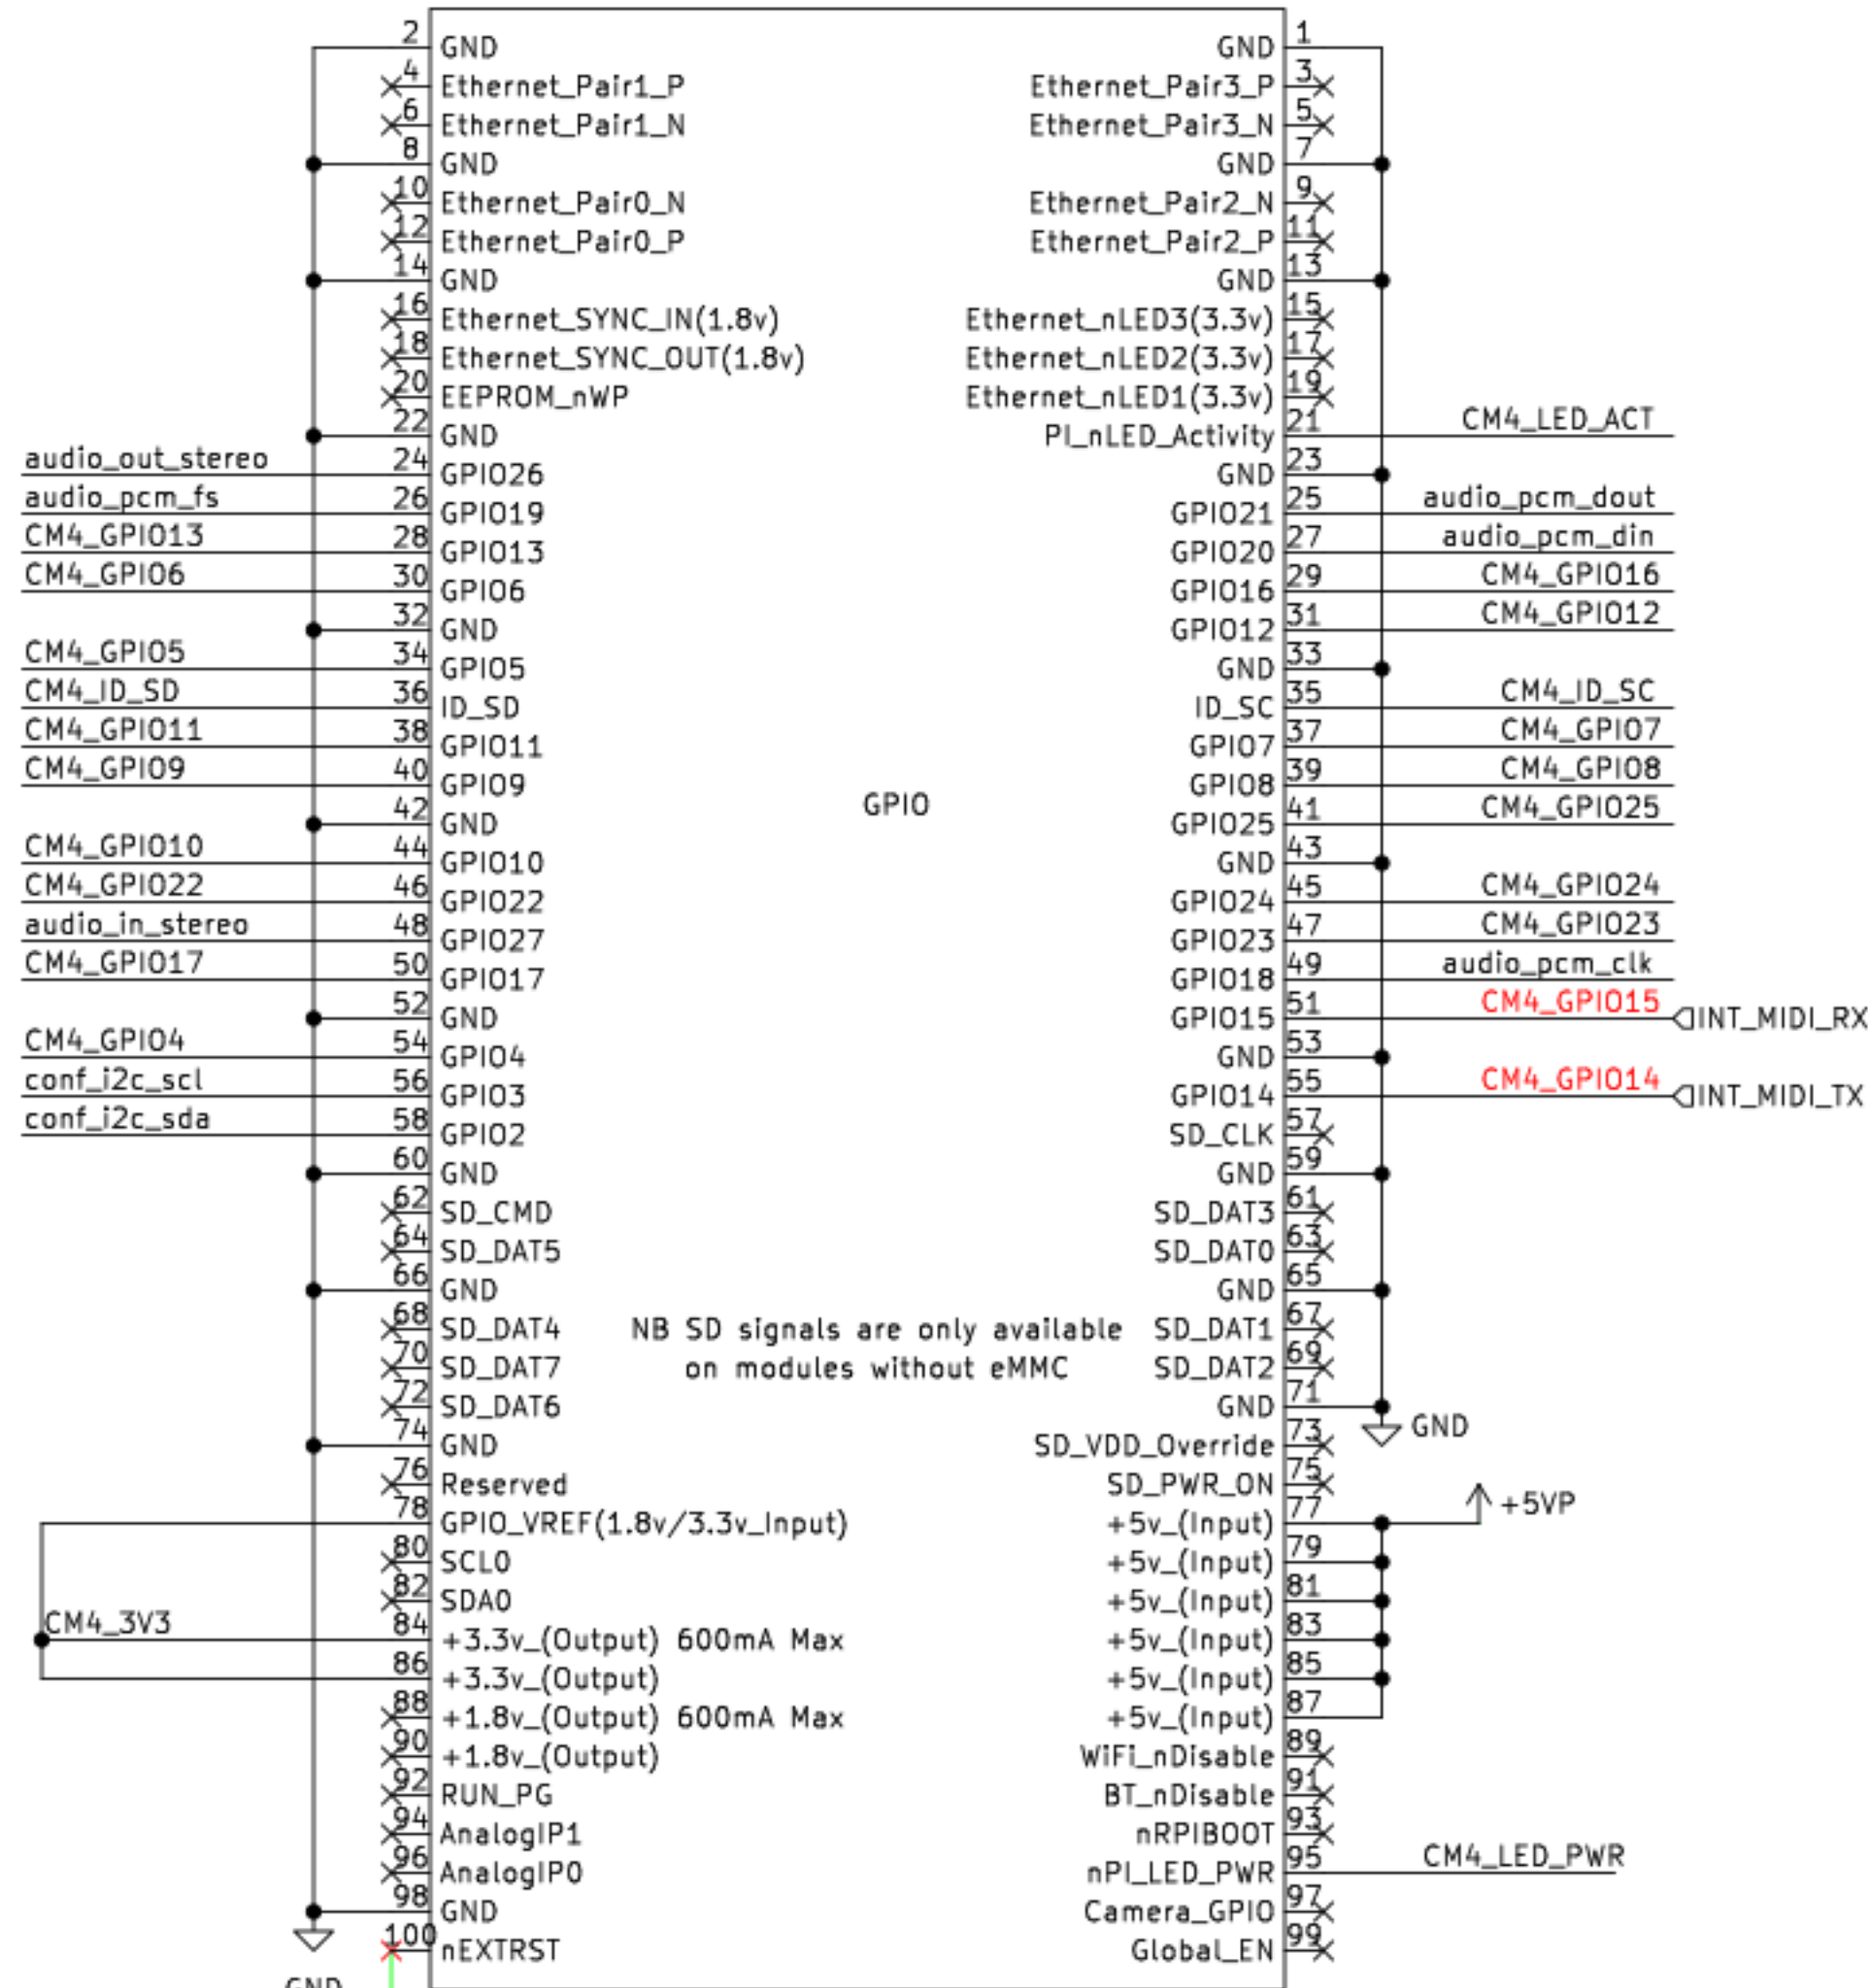 2 GND GND 1
4 Ethernet_Pair1_P Ethernet_Pair3_P 3
6 Ethernet_Pair1_N Ethernet_Pair3_N 5
8 GND GND 7
10 Ethernet_Pair0_N Ethernet_Pair2_N 9
12 Ethernet_Pair0_P Ethernet_Pair2_P 11
14 GND GND 13
16 Ethernet_SYNC_IN(1.8v) Ethernet_nLED3(3.3v) 15
18 Ethernet_SYNC_OUT(1.8v) Ethernet_nLED2(3.3v) 17
20 EEPROM_nWP Ethernet_nLED1(3.3v) 19
22 GND PI_nLED_Activity 21 CM4_LED_ACT
audio_out_stereo 24 GPIO26 GND 23
audio_pcm_fs 26 GPIO19 GPIO21 25 audio_pcm_dout
CM4_GPIO13 28 GPIO13 GPIO20 27 audio_pcm_din
CM4_GPIO6 30 GPIO6 GPIO16 29 CM4_GPIO16
32 GND GPIO12 31 CM4_GPIO12
CM4_GPIO5 34 GPIO5 GND 33
CM4_ID_SD 36 ID_SD ID_SC 35 CM4_ID_SC
CM4_GPIO11 38 GPIO11 GPIO7 37 CM4_GPIO7
CM4_GPIO9 40 GPIO9 GPIO8 39 CM4_GPIO8
GPIO
42 GND GPIO25 41 CM4_GPIO25
CM4_GPIO10 44 GPIO10 GND 43
CM4_GPIO22 46 GPIO22 GPIO24 45 CM4_GPIO24
audio_in_stereo 48 GPIO27 GPIO23 47 CM4_GPIO23
CM4_GPIO17 50 GPIO17 GPIO18 49 audio_pcm_clk
52 GND GPIO15 51 CM4_GPIO15 INT_MIDI_RX
CM4_GPIO4 54 GPIO4 GND 53
conf_i2c_scl 56 GPIO3 GPIO14 55 CM4_GPIO14 INT_MIDI_TX
conf_i2c_sda 58 GPIO2 SD_CLK 57
60 GND GND 59
62 SD_CMD SD_DAT3 61
64 SD_DAT5 SD_DAT0 63
66 GND GND 65
68 SD_DAT4 NB SD signals are only available SD_DAT1 67
70 SD_DAT7 on modules without eMMC SD_DAT2 69
72 SD_DAT6 GND 71
GND
74 GND SD_VDD_Override 73
76 Reserved SD_PWR_ON 75
+5VP
78 GPIO_VREF(1.8v/3.3v_Input) +5v_(Input) 77
80 SCL0 +5v_(Input) 79
82 SDA0 +5v_(Input) 81
CM4_3V3 84 +3.3v_(Output) 600mA Max +5v_(Input) 83
86 +3.3v_(Output) +5v_(Input) 85
88 +1.8v_(Output) 600mA Max +5v_(Input) 87
90 +1.8v_(Output) WiFi_nDisable 89
92 RUN_PG BT_nDisable 91
94 AnalogIP1 nRPIBOOT 93
96 AnalogIP0 nPI_LED_PWR 95 CM4_LED_PWR
98 GND Camera_GPIO 97
100 nEXTRST Global_EN 99
GND